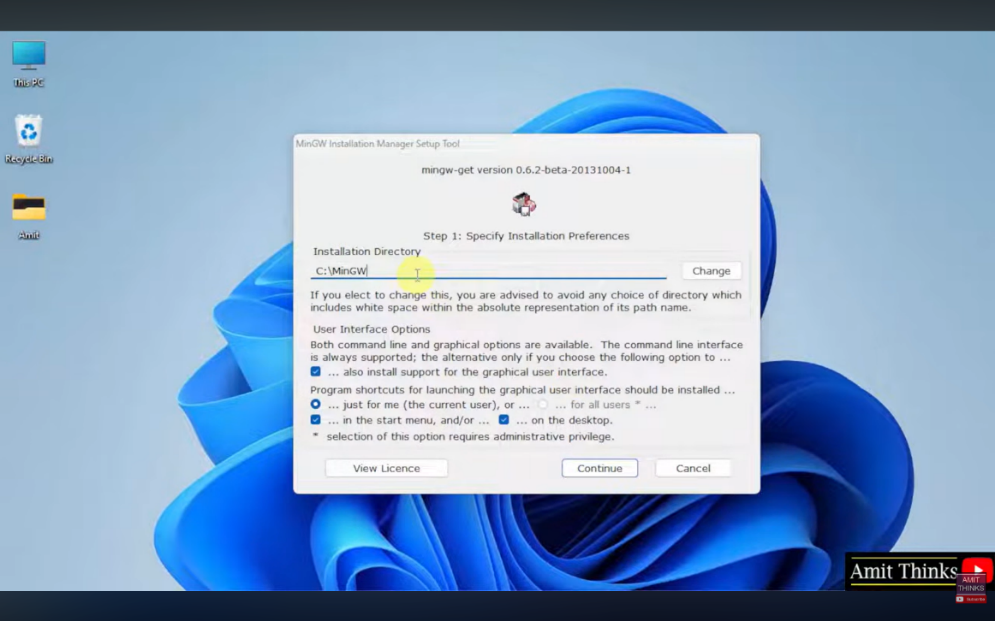 This PC
Recycle Bin
Amit
MinGW Installation Manager Setup Tool
mingw-get version 0.6.2-beta-20131004-1
Step 1: Specify Installation Preferences
Installation Directory
C:\MinGW
Change
If you elect to change this, you are advised to avoid any choice of directory which
includes white space within the absolute representation of its path name.
User Interface Options
Both command line and graphical options are available. The command line interface
is always supported; the alternative only if you choose the following option to ...
... also install support for the graphical user interface.
Program shortcuts for launching the graphical user interface should be installed ...
... just for me (the current user), or ... ... for all users * ...
... in the start menu, and/or ... ... on the desktop.
* selection of this option requires administrative privilege.
View Licence
Continue
Cancel
Amit Thinks
AMIT
THINKS
Subscribe